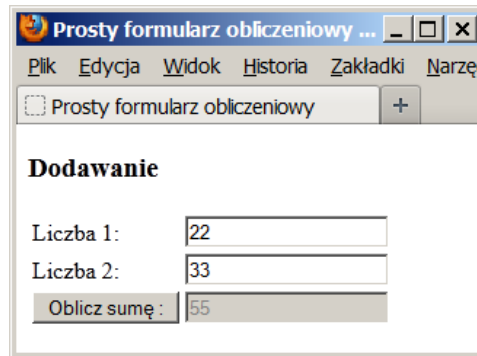 Prosty formularz obliczeniowy ...
Plik Edycja Widok Historia Zakładki Narzę
Prosty formularz obliczeniowy +
Dodawanie
Liczba 1: 22
Liczba 2: 33
Oblicz sumę : 55